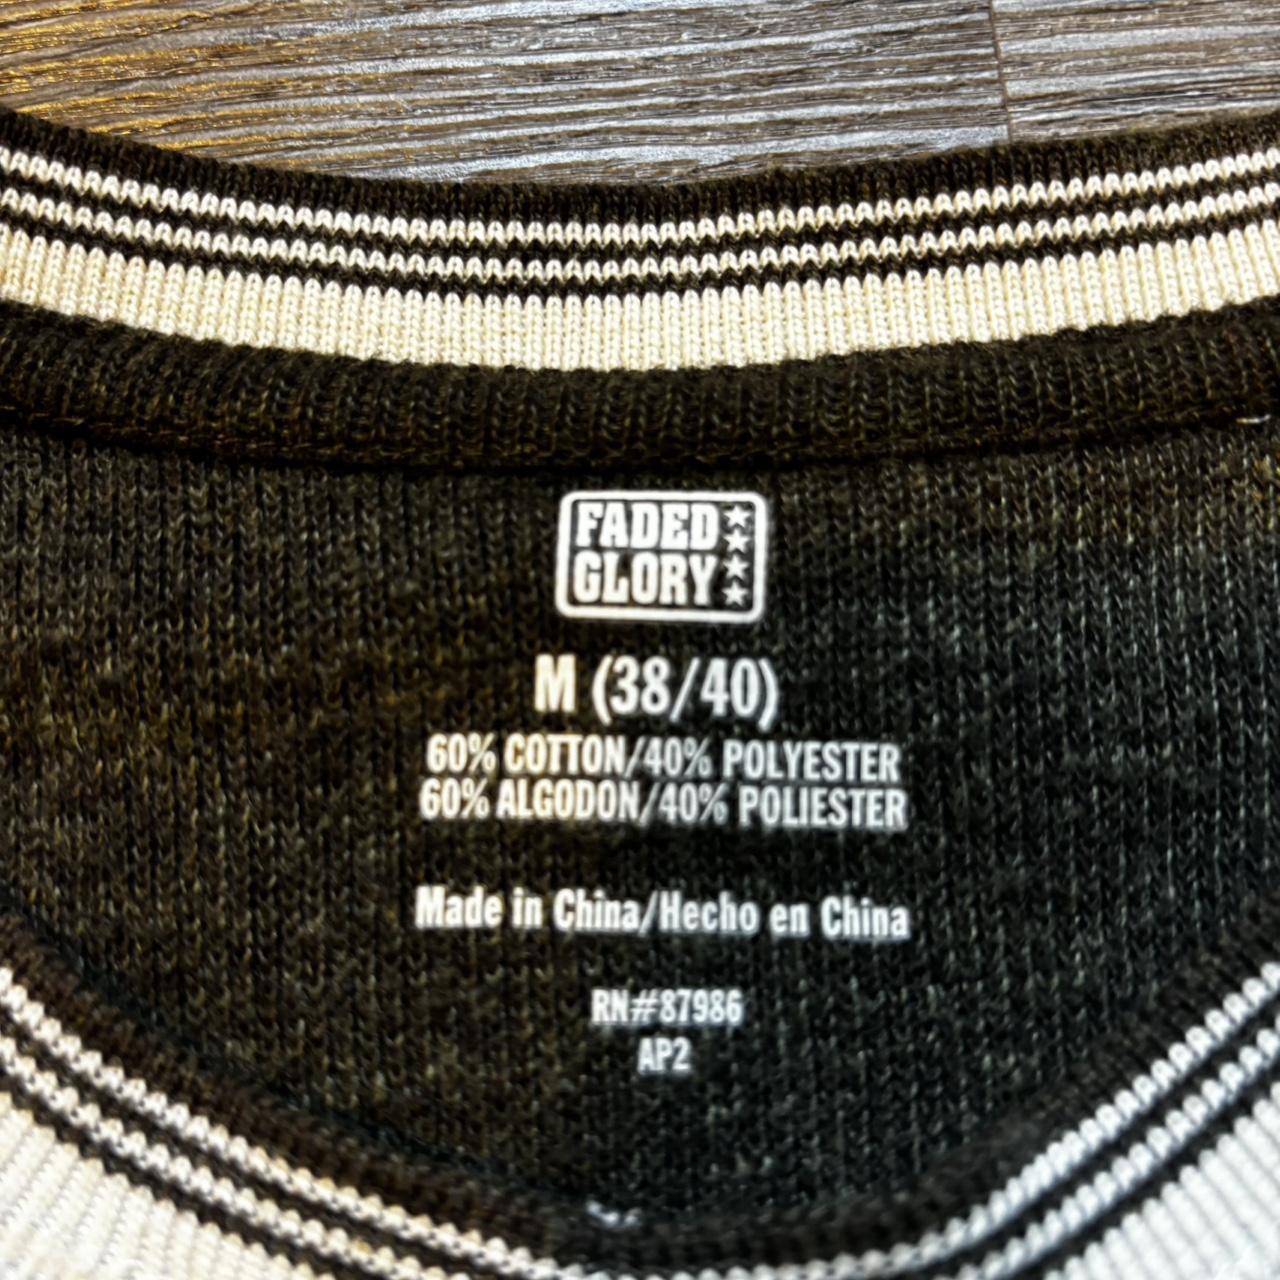 FADED
GLORY
M (38/40)
60% COTTON/40% POLYESTER
60% ALGODON/40% POLIESTER
Made in China/Hecho en China
RN#87986
AP2